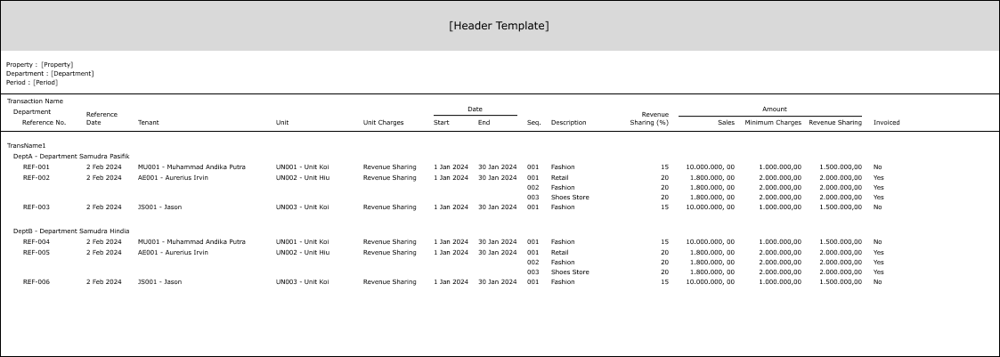 [Header Template]
Property : [Property]
Department : [Department]
Period : [Period]
Transaction Name
Department Reference Date Revenue Amount
Reference No. Date Tenant Unit Unit Charges Start End Seq. Description Sharing (%) Sales Minimum Charges Revenue Sharing Invoiced
TransName1
DeptA - Department Samudra Pasifik
REF-001 2 Feb 2024 MU001 - Muhammad Andika Putra UN001 - Unit Koi Revenue Sharing 1 Jan 2024 30 Jan 2024 001 Fashion 15 10.000.000, 00 1.000.000,00 1.500.000,00 No
REF-002 2 Feb 2024 AE001 - Aurerius Irvin UN002 - Unit Hiu Revenue Sharing 1 Jan 2024 30 Jan 2024 001 Retail 20 1.800.000, 00 2.000.000,00 2.000.000,00 Yes
002 Fashion 20 1.800.000, 00 2.000.000,00 2.000.000,00 Yes
003 Shoes Store 20 1.800.000, 00 2.000.000,00 2.000.000,00 Yes
REF-003 2 Feb 2024 JS001 - Jason UN003 - Unit Koi Revenue Sharing 1 Jan 2024 30 Jan 2024 001 Fashion 15 10.000.000, 00 1.000.000,00 1.500.000,00 No
DeptB - Department Samudra Hindia
REF-004 2 Feb 2024 MU001 - Muhammad Andika Putra UN001 - Unit Koi Revenue Sharing 1 Jan 2024 30 Jan 2024 001 Fashion 15 10.000.000, 00 1.000.000,00 1.500.000,00 No
REF-005 2 Feb 2024 AE001 - Aurerius Irvin UN002 - Unit Hiu Revenue Sharing 1 Jan 2024 30 Jan 2024 001 Retail 20 1.800.000, 00 2.000.000,00 2.000.000,00 Yes
002 Fashion 20 1.800.000, 00 2.000.000,00 2.000.000,00 Yes
003 Shoes Store 20 1.800.000, 00 2.000.000,00 2.000.000,00 Yes
REF-006 2 Feb 2024 JS001 - Jason UN003 - Unit Koi Revenue Sharing 1 Jan 2024 30 Jan 2024 001 Fashion 15 10.000.000, 00 1.000.000,00 1.500.000,00 No